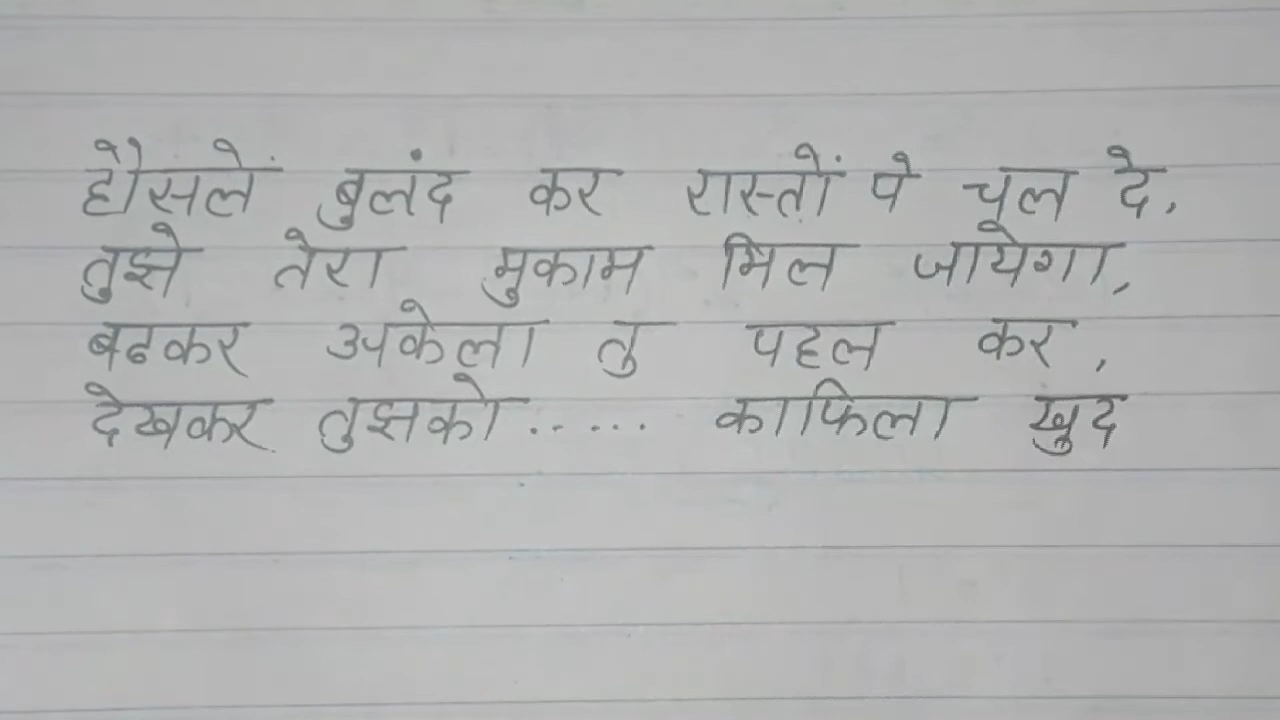 हौसलें बुलंद कर रास्तों पे चल दे,
तुझे तेरा मुकाम मिल जायेगा,
बढकर अकेला तु पहल कर,
देखकर तुझको ..... काफिला खुद